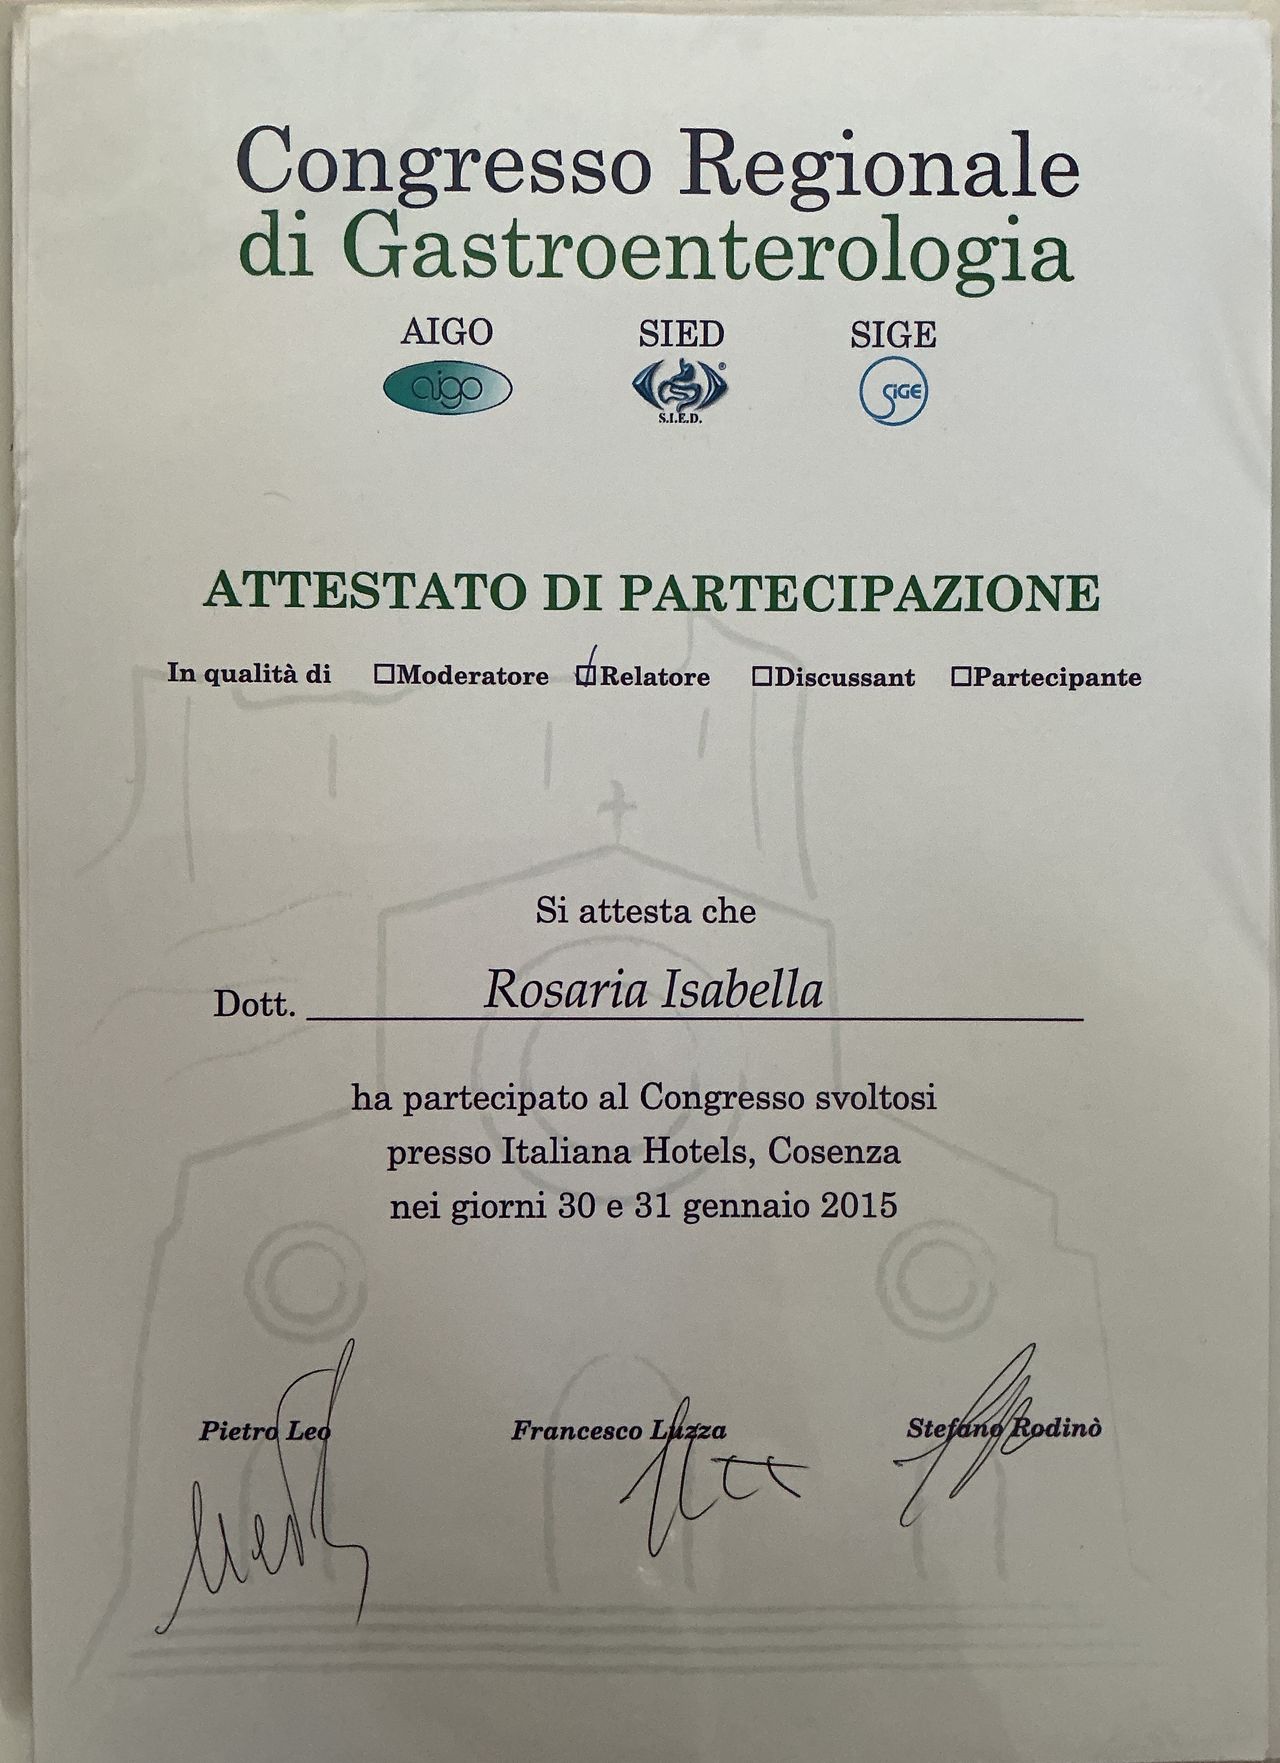 Congresso Regionale
di Gastroenterologia
AIGO SIED SIGE
aigo S.I.E.D. SIGE
ATTESTATO DI PARTECIPAZIONE
In qualità di ☐Moderatore ☑Relatore ☐Discussant ☐Partecipante
Si attesta che
Dott. Rosaria Isabella
ha partecipato al Congresso svoltosi
presso Italiana Hotels, Cosenza
nei giorni 30 e 31 gennaio 2015
Pietro Leo Francesco Luzza Stefano Rodinò